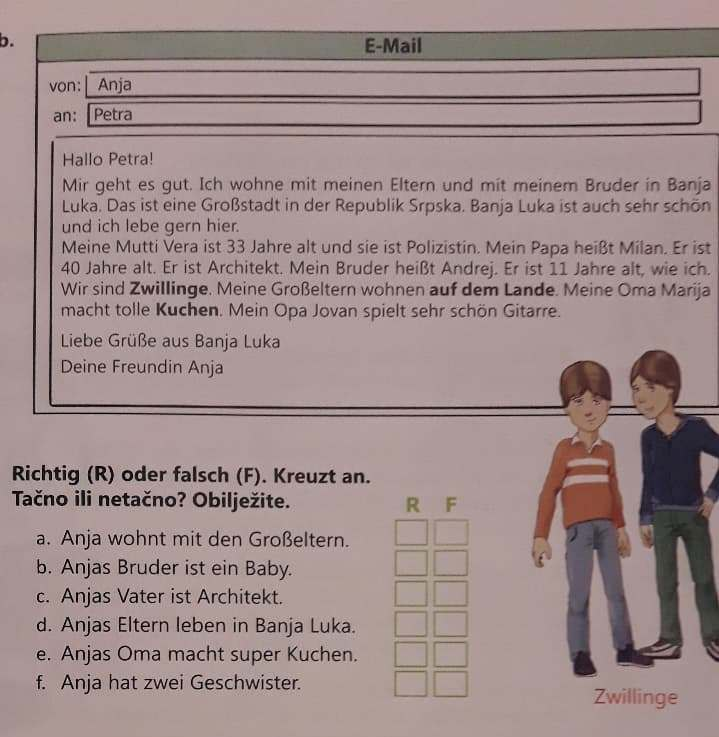 b.
E-Mail
von: Anja
an: Petra
Hallo Petra!
Mir geht es gut. Ich wohne mit meinen Eltern und mit meinem Bruder in Banja
Luka. Das ist eine Großstadt in der Republik Srpska. Banja Luka ist auch sehr schön
und ich lebe gern hier.
Meine Mutti Vera ist 33 Jahre alt und sie ist Polizistin. Mein Papa heißt Milan. Er ist
40 Jahre alt. Er ist Architekt. Mein Bruder heißt Andrej. Er ist 11 Jahre alt, wie ich.
Wir sind Zwillinge. Meine Großeltern wohnen auf dem Lande. Meine Oma Marija
macht tolle Kuchen. Mein Opa Jovan spielt sehr schön Gitarre.
Liebe Grüße aus Banja Luka
Deine Freundin Anja
Richtig (R) oder falsch (F). Kreuzt an.
Tačno ili netačno? Obilježite.
R F
a. Anja wohnt mit den Großeltern.
b. Anjas Bruder ist ein Baby.
c. Anjas Vater ist Architekt.
d. Anjas Eltern leben in Banja Luka.
e. Anjas Oma macht super Kuchen.
f. Anja hat zwei Geschwister.
Zwillinge